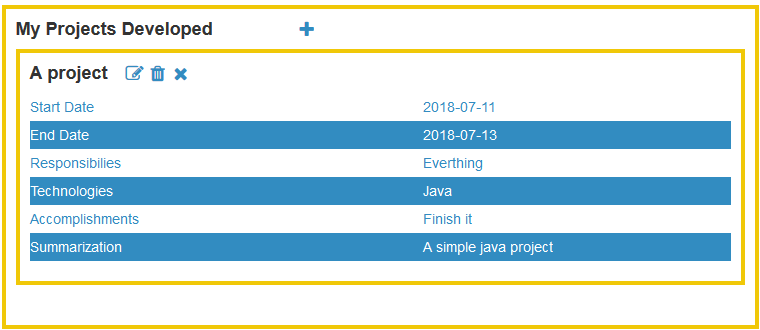 My Projects Developed
A project
Start Date 2018-07-11
End Date 2018-07-13
Responsibilies Everthing
Technologies Java
Accomplishments Finish it
Summarization A simple java project